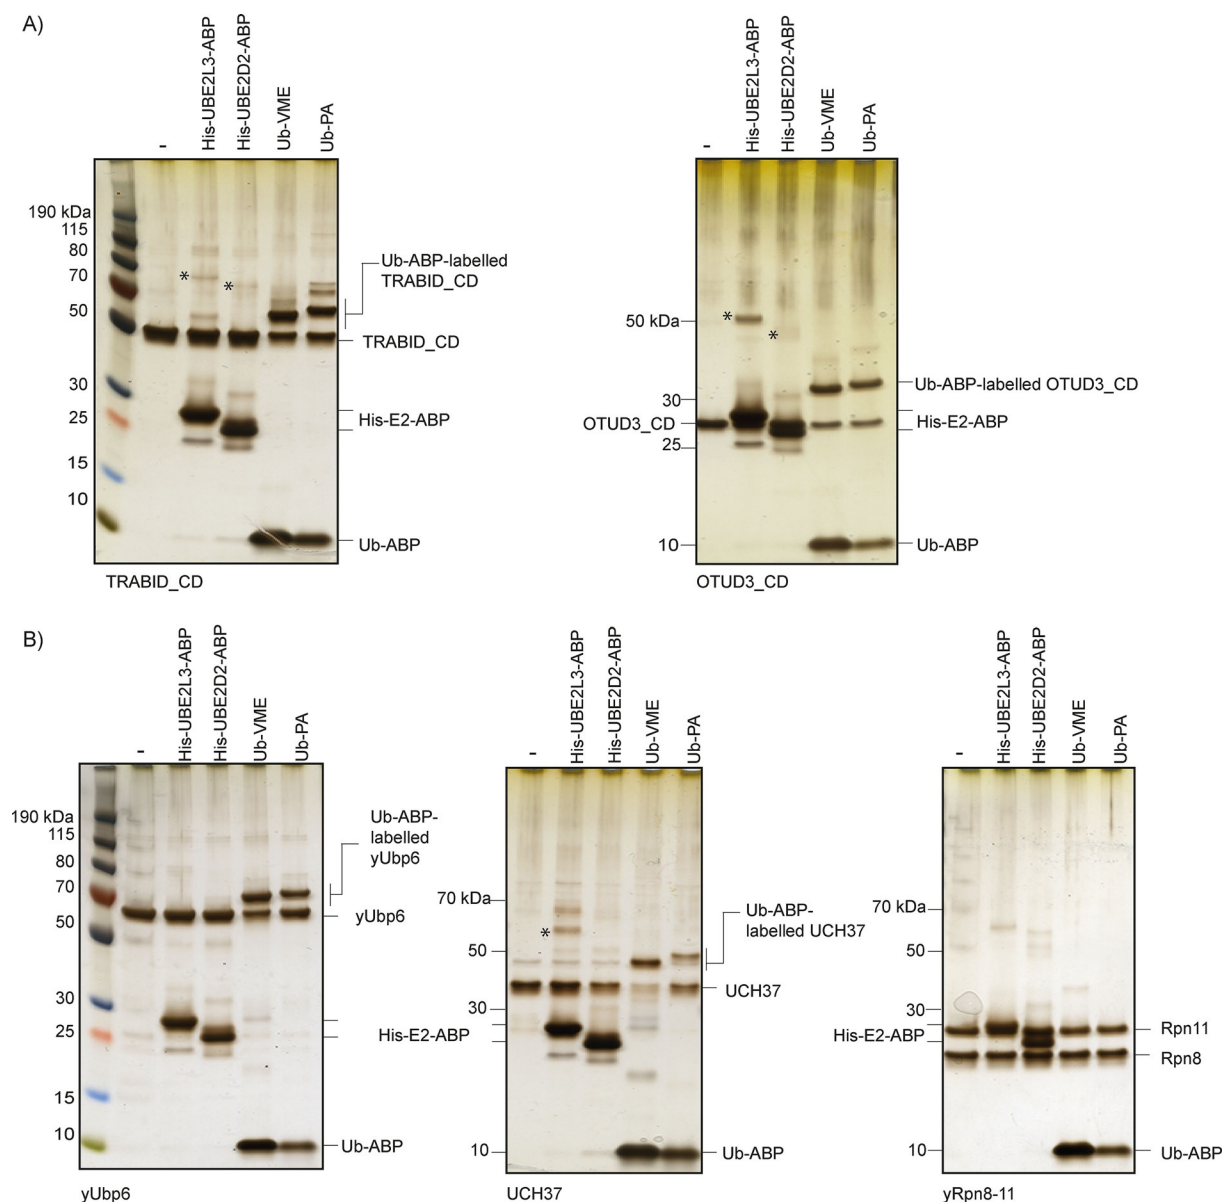 A)
-
His-UBE2L3-ABP
His-UBE2D2-ABP
Ub-VME
Ub-PA
190 kDa
115
80
70
50
30
25
15
10
*
*
Ub-ABP-labelled
TRABID_CD
TRABID_CD
His-E2-ABP
Ub-ABP
TRABID_CD
-
His-UBE2L3-ABP
His-UBE2D2-ABP
Ub-VME
Ub-PA
50 kDa
30
OTUD3_CD
25
10
*
*
Ub-ABP-labelled OTUD3_CD
His-E2-ABP
Ub-ABP
OTUD3_CD
B)
-
His-UBE2L3-ABP
His-UBE2D2-ABP
Ub-VME
Ub-PA
190 kDa
115
80
70
50
30
25
15
10
Ub-ABP-
labelled
yUbp6
yUbp6
His-E2-ABP
Ub-ABP
yUbp6
-
His-UBE2L3-ABP
His-UBE2D2-ABP
Ub-VME
Ub-PA
70 kDa
50
30
10
*
Ub-ABP-
labelled UCH37
UCH37
Ub-ABP
UCH37
-
His-UBE2L3-ABP
His-UBE2D2-ABP
Ub-VME
Ub-PA
70 kDa
50
30
His-E2-ABP
10
Rpn11
Rpn8
Ub-ABP
yRpn8-11